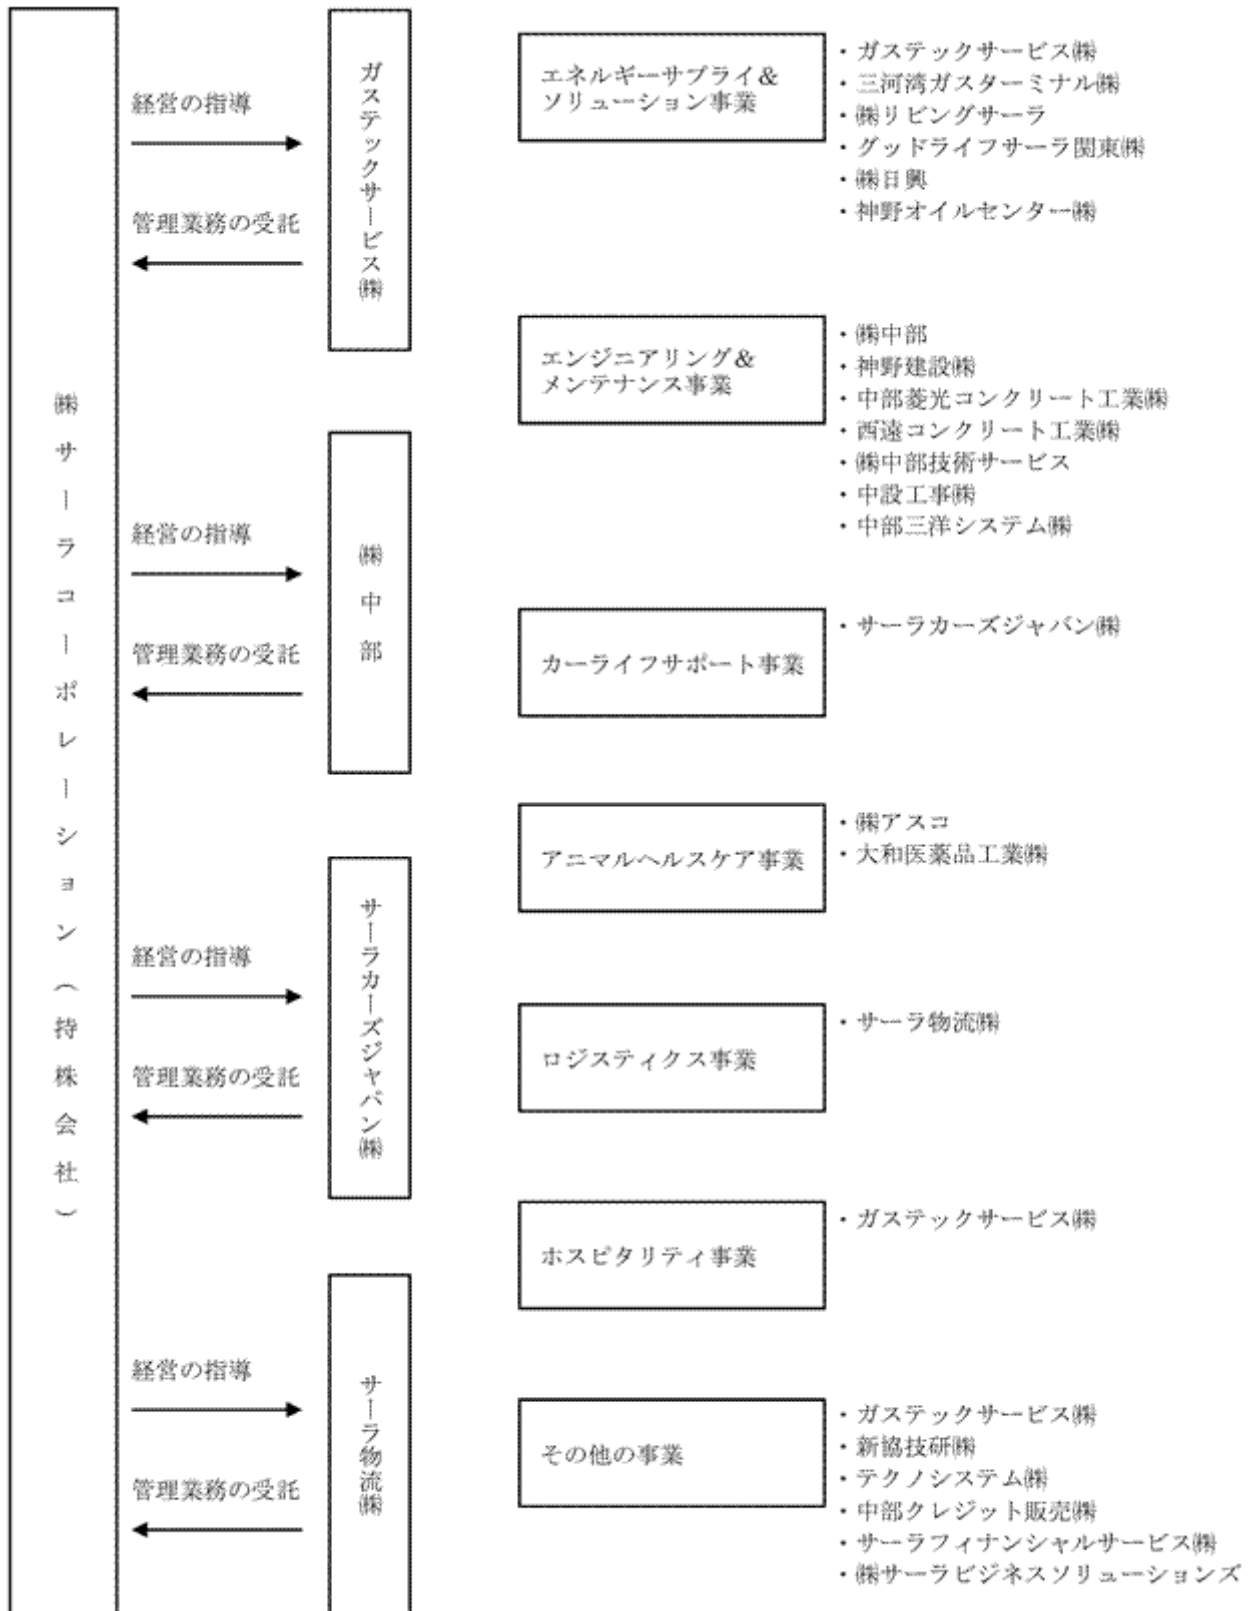 ㈱サーラコーポレーション（持株会社）
経営の指導
管理業務の受託
ガステックサービス㈱
経営の指導
管理業務の受託
㈱中部
経営の指導
管理業務の受託
サーラカーズジャパン㈱
経営の指導
管理業務の受託
サーラ物流㈱
エネルギーサプライ＆
ソリューション事業
・ガステックサービス㈱
・三河湾ガスターミナル㈱
・㈱リビングサーラ
・グッドライフサーラ関東㈱
・㈱日興
・神野オイルセンター㈱
エンジニアリング＆
メンテナンス事業
・㈱中部
・神野建設㈱
・中部菱光コンクリート工業㈱
・西遠コンクリート工業㈱
・㈱中部技術サービス
・中設工事㈱
・中部三洋システム㈱
カーライフサポート事業
・サーラカーズジャパン㈱
アニマルヘルスケア事業
・㈱アスコ
・大和医薬品工業㈱
ロジスティクス事業
・サーラ物流㈱
ホスピタリティ事業
・ガステックサービス㈱
その他の事業
・ガステックサービス㈱
・新協技研㈱
・テクノシステム㈱
・中部クレジット販売㈱
・サーラフィナンシャルサービス㈱
・㈱サーラビジネスソリューションズ